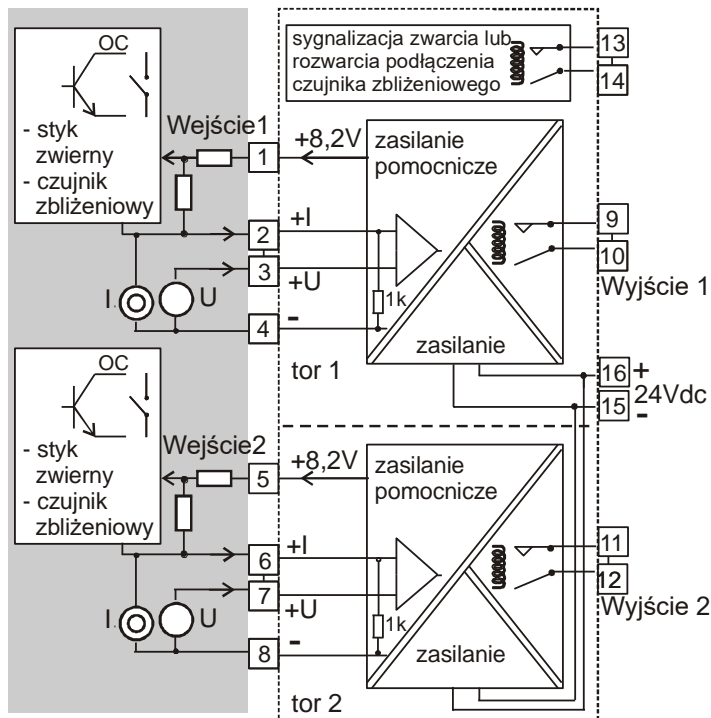 OC
- styk
zwierny
- czujnik
zbliżeniowy
Wejście1
1
2
3
4
I
U
+8,2V
+I
+U
-
1k
zasilanie
pomocnicze
zasilanie
tor 1
sygnalizacja zwarcia lub
rozwarcia podłączenia
czujnika zbliżeniowego
13
14
9
10
Wyjście 1
16 +
24Vdc
15 -
OC
- styk
zwierny
- czujnik
zbliżeniowy
Wejście2
5
6
7
8
I
U
+8,2V
+I
+U
-
1k
zasilanie
pomocnicze
zasilanie
tor 2
11
12
Wyjście 2